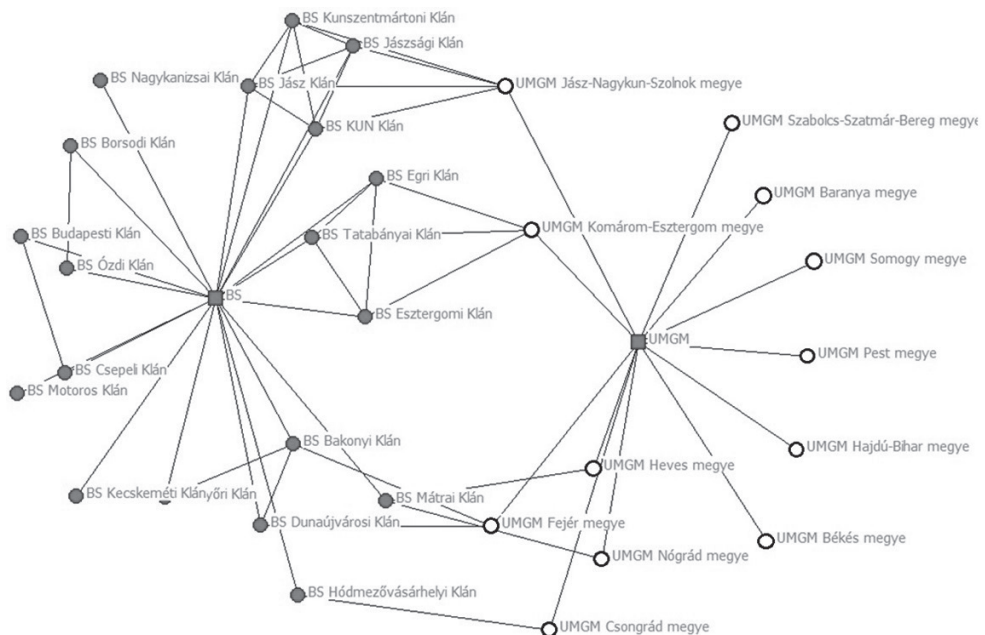 BS Kunszentmártoni Klán
BS Jászsági Klán
BS Nagykanizsai Klán
BS Jász Klán
UMGM Jász-Nagykun-Szolnok megye
UMGM Szabolcs-Szatmár-Bereg megye
BS KUN Klán
BS Borsodi Klán
BS Egri Klán
UMGM Baranya megye
BS Budapesti Klán
BS Tatabányai Klán
UMGM Komárom-Esztergom megye
BS Ózdi Klán
UMGM Somogy megye
BS
BS Esztergomi Klán
UMGM
UMGM Pest megye
BS Csepeli Klán
BS Motoros Klán
BS Bakonyi Klán
UMGM Hajdú-Bihar megye
UMGM Heves megye
BS Kecskeméti Klán
yőri Klán
BS Mátrai Klán
BS Dunaújvárosi Klán
UMGM Fejér megye
UMGM Békés megye
UMGM Nógrád megye
BS Hódmezővásárhelyi Klán
UMGM Csongrád megye